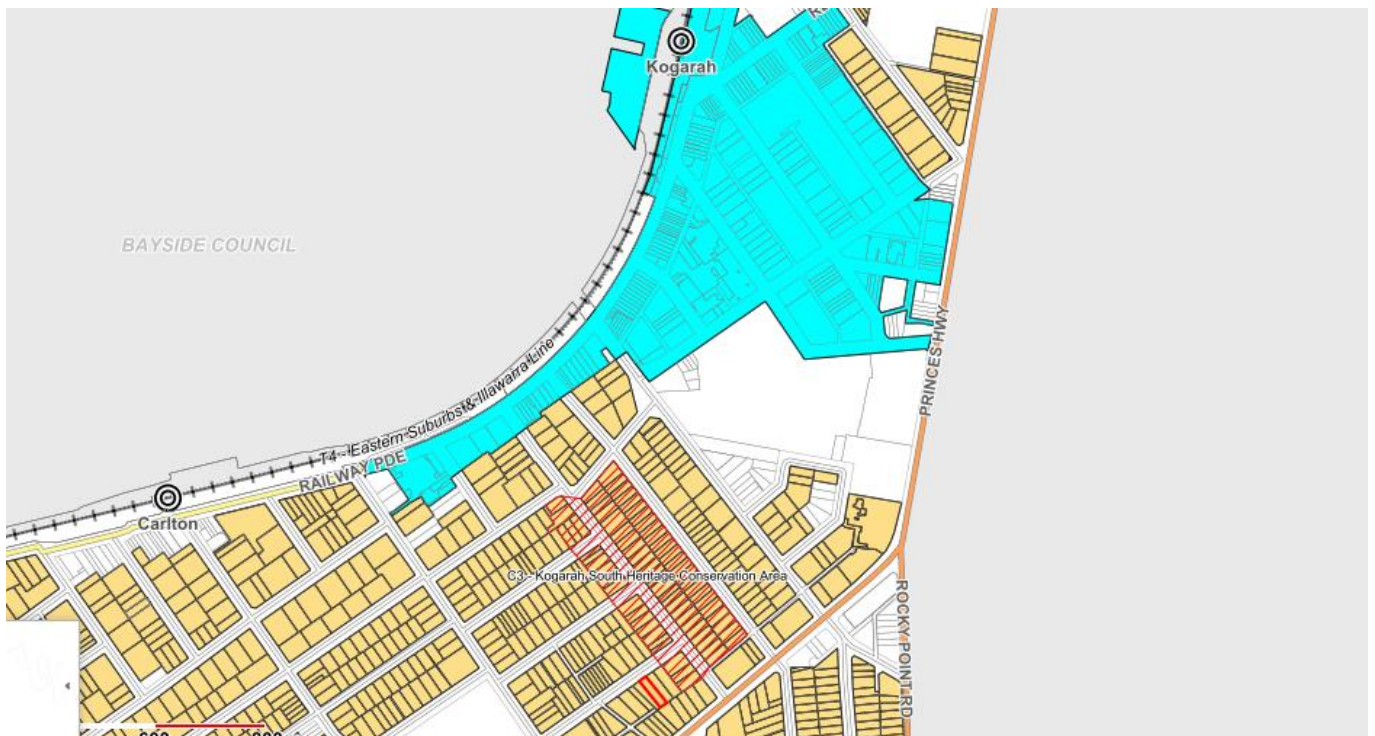 Kogarah
BAYSIDE COUNCIL
PRINCES HWY
T4 - Eastern Suburbs & Illawarra Line
RAILWAY PDE
Carlton
C3 - Kogarah South Heritage Conservation Area
ROCKY POINT RD